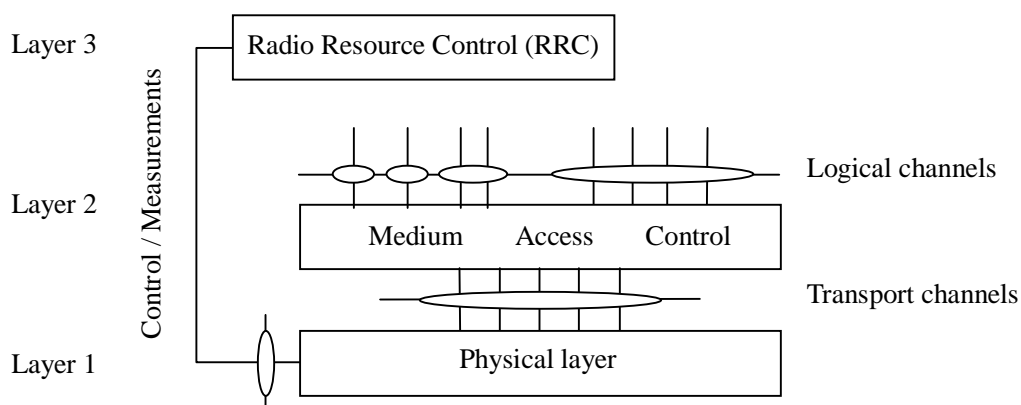 Layer 3
Radio Resource Control (RRC)
Control / Measurements
Logical channels
Layer 2
Medium Access Control
Transport channels
Layer 1
Physical layer